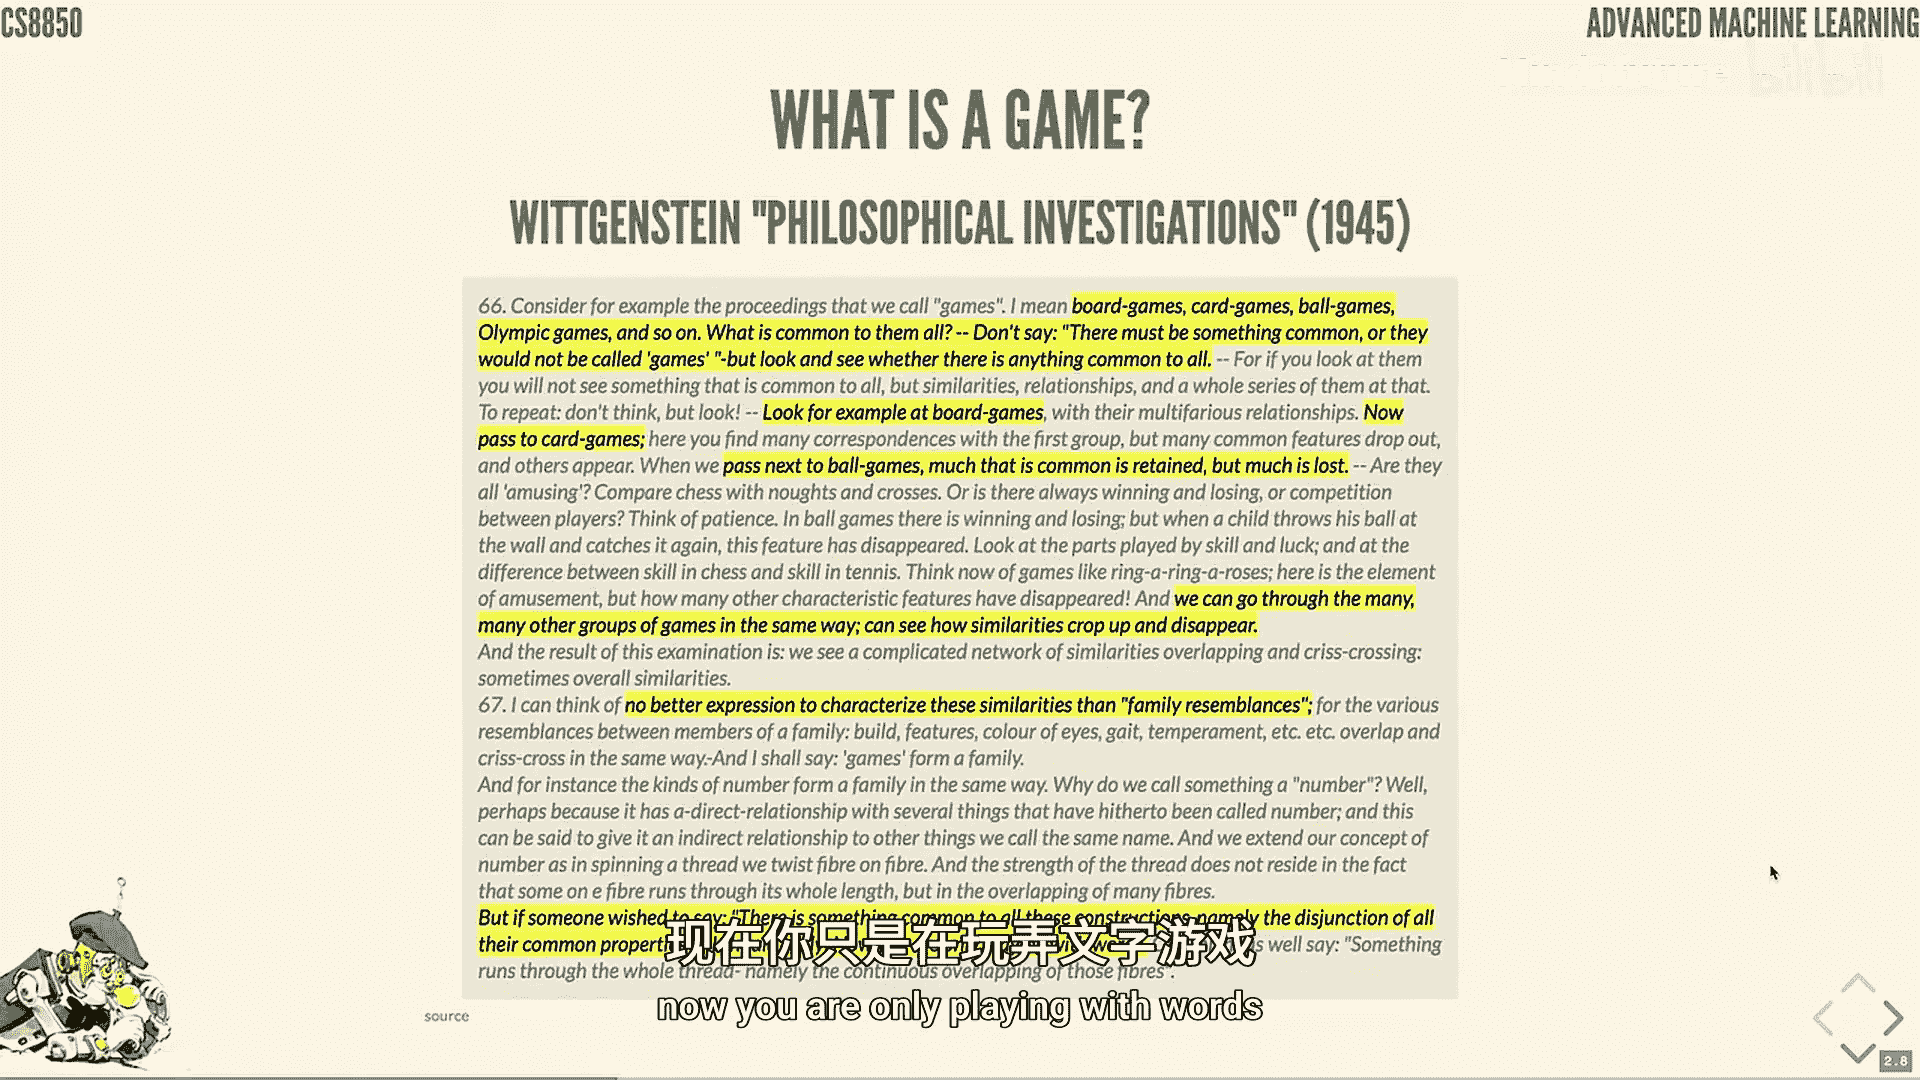 CS8850
ADVANCED MACHINE LEARNING
WHAT IS A GAME?
WITTGENSTEIN "PHILOSOPHICAL INVESTIGATIONS" (1945)
66. Consider for example the proceedings that we call "games". I mean board-games, card-games, ball-games,
Olympic games, and so on. What is common to them all? -- Don't say: "There must be something common, or they
would not be called 'games' "-but look and see whether there is anything common to all. -- For if you look at them
you will not see something that is common to all, but similarities, relationships, and a whole series of them at that.
To repeat: don't think, but look! -- Look for example at board-games, with their multifarious relationships. Now
pass to card-games; here you find many correspondences with the first group, but many common features drop out,
and others appear. When we pass next to ball-games, much that is common is retained, but much is lost. -- Are they
all 'amusing'? Compare chess with noughts and crosses. Or is there always winning and losing, or competition
between players? Think of patience. In ball games there is winning and losing; but when a child throws his ball at
the wall and catches it again, this feature has disappeared. Look at the parts played by skill and luck; and at the
difference between skill in chess and skill in tennis. Think now of games like ring-a-ring-a-roses; here is the element
of amusement, but how many other characteristic features have disappeared! And we can go through the many,
many other groups of games in the same way; can see how similarities crop up and disappear.
And the result of this examination is: we see a complicated network of similarities overlapping and criss-crossing:
sometimes overall similarities.
67. I can think of no better expression to characterize these similarities than "family resemblances"; for the various
resemblances between members of a family: build, features, colour of eyes, gait, temperament, etc. etc. overlap and
criss-cross in the same way.-And I shall say: 'games' form a family.
And for instance the kinds of number form a family in the same way. Why do we call something a "number"? Well,
perhaps because it has a-direct-relationship with several things that have hitherto been called number; and this
can be said to give it an indirect relationship to other things we call the same name. And we extend our concept of
number as in spinning a thread we twist fibre on fibre. And the strength of the thread does not reside in the fact
that some on e fibre runs through its whole length, but in the overlapping of many fibres.
But if someone wished to say: "There is something common to all these constructions-namely the disjunction of all
their common well say: "Something
runs through the whole thread- namely the continuous overlapping of those fibres".
现在你只是在玩弄文字游戏
now you are only playing with words
source
2.8